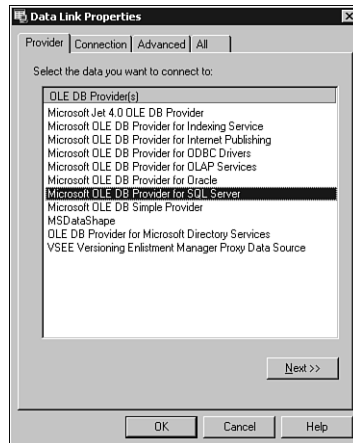 Data Link Properties
Provider Connection Advanced All
Select the data you want to connect to:
OLE DB Provider(s)
Microsoft Jet 4.0 OLE DB Provider
Microsoft OLE DB Provider for Indexing Service
Microsoft OLE DB Provider for Internet Publishing
Microsoft OLE DB Provider for ODBC Drivers
Microsoft OLE DB Provider for OLAP Services
Microsoft OLE DB Provider for Oracle
Microsoft OLE DB Provider for SQL Server
Microsoft OLE DB Simple Provider
MSDataShape
OLE DB Provider for Microsoft Directory Services
VSEE Versioning Enlistment Manager Proxy Data Source
Next >>
OK Cancel Help